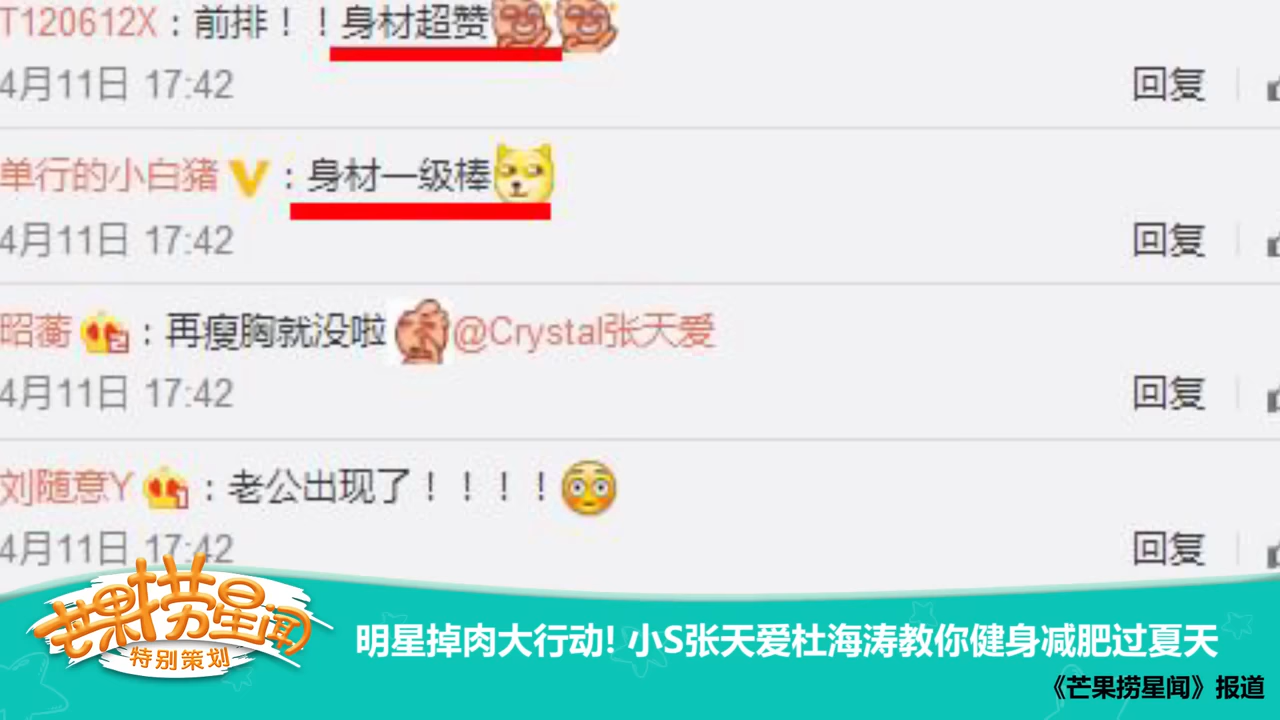 T120612X：前排！！身材超赞
4月11日 17:42
回复
单行的小白猪：身材一级棒
4月11日 17:42
回复
昭蘅：再瘦胸就没啦@Crystal张天爱
4月11日 17:42
回复
刘随意Y：老公出现了！！！！
4月11日 17:42
回复
芒果捞星闻
特别策划
明星掉肉大行动! 小S张天爱杜海涛教你健身减肥过夏天
《芒果捞星闻》报道